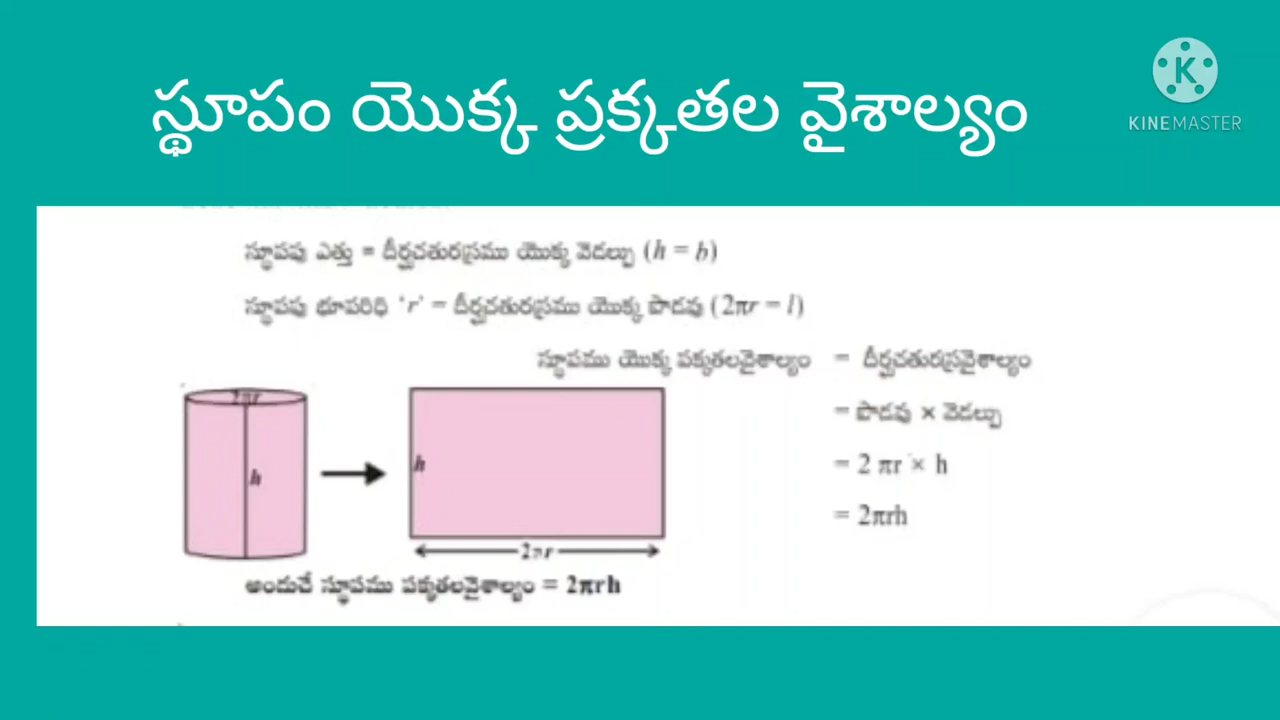 స్థూపం యొక్క ప్రక్కతల వైశాల్యం
K
KINEMASTER
స్థూపపు ఎత్తు = దీర్ఘచతురస్రము యొక్క వెడల్పు (h = b)
స్థూపపు భూపరిధి 'r' = దీర్ఘచతురస్రము యొక్క పొడవు (2πr = l)
స్థూపము యొక్క పక్కతలవైశాల్యం = దీర్ఘచతురస్రవైశాల్యం
= పొడవు × వెడల్పు
= 2 πr × h
= 2πrh
2πr
h
h
2πr
అందుచే స్థూపము పక్కతలవైశాల్యం = 2πrh